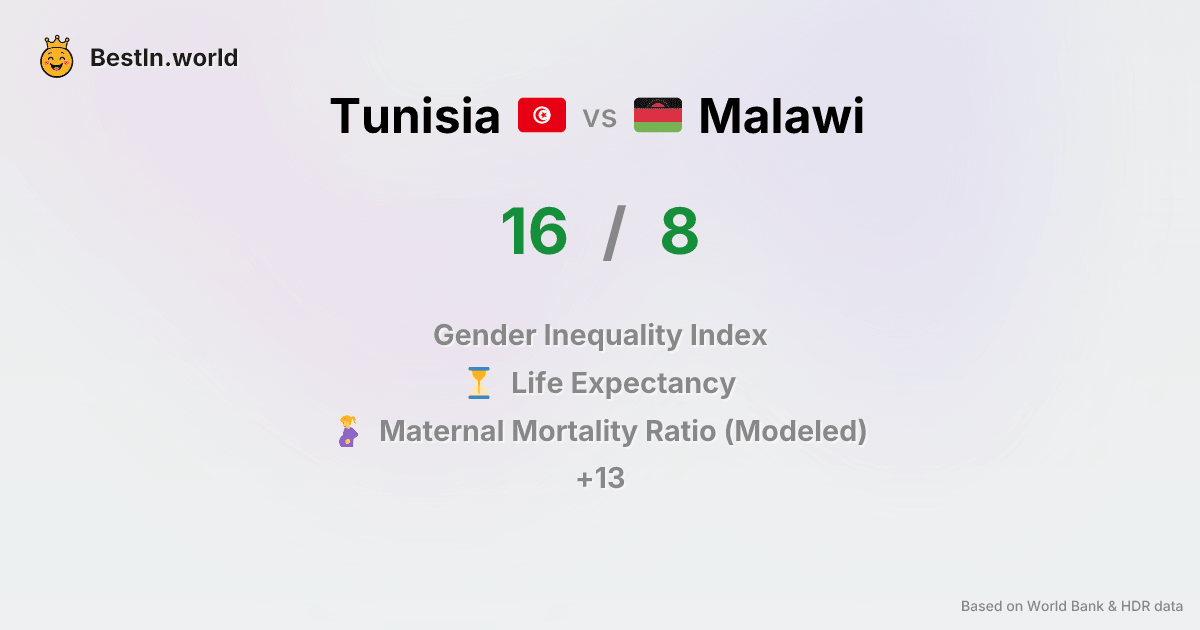 BestIn.world
Tunisia vs Malawi
16 / 8
Gender Inequality Index
Life Expectancy
Maternal Mortality Ratio (Modeled)
+13
Based on World Bank & HDR data